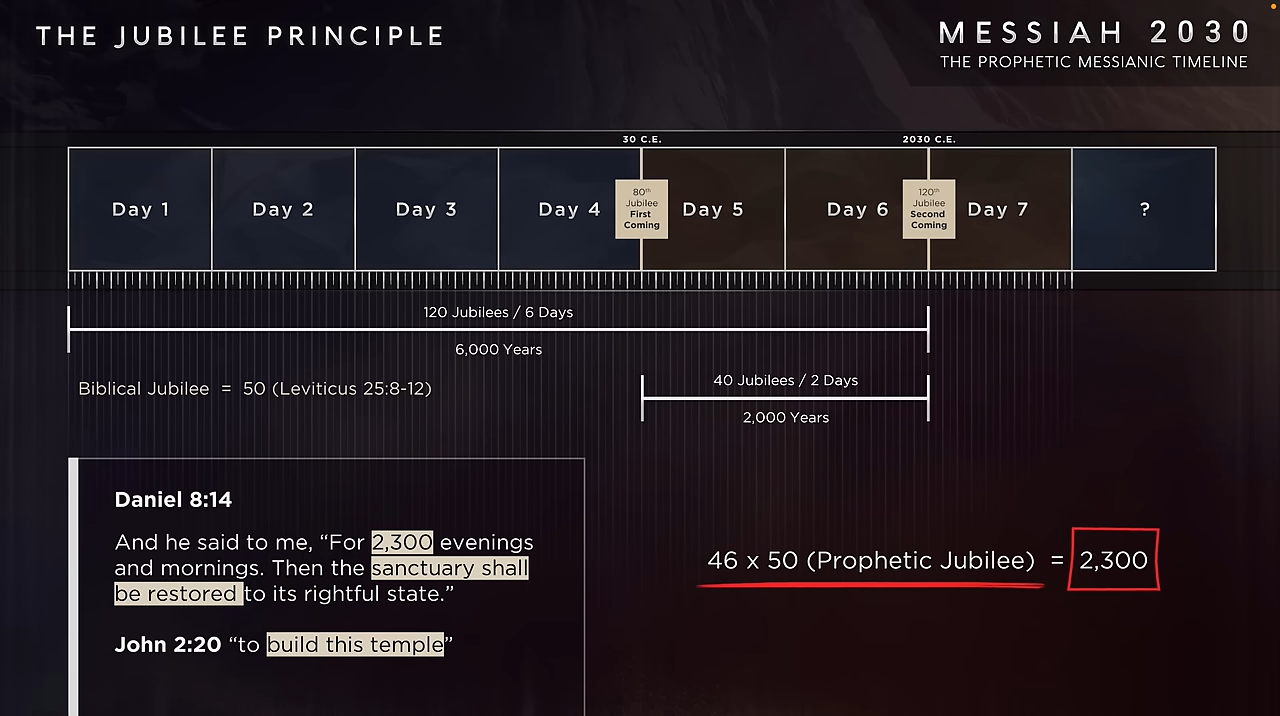 THE JUBILEE PRINCIPLE
MESSIAH 2030
THE PROPHETIC MESSIANIC TIMELINE
30 C.E.
2030 C.E.
Day 1
Day 2
Day 3
Day 4
80th
Jubilee
First
Coming
Day 5
Day 6
120th
Jubilee
Second
Coming
Day 7
?
120 Jubilees / 6 Days
6,000 Years
Biblical Jubilee = 50 (Leviticus 25:8-12)
40 Jubilees / 2 Days
2,000 Years
Daniel 8:14
And he said to me, “For 2,300 evenings
and mornings. Then the sanctuary shall
be restored to its rightful state.”
John 2:20 “to build this temple”
46 x 50 (Prophetic Jubilee) = 2,300